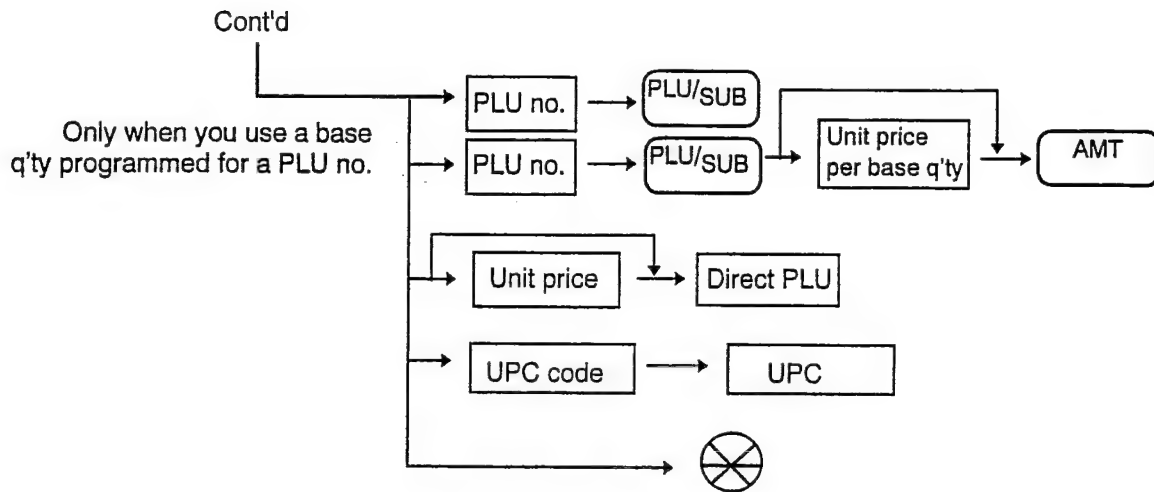 Cont'd
PLU no.
PLU/SUB
Only when you use a base
q'ty programmed for a PLU no.
PLU no.
PLU/SUB
Unit price
per base q'ty
AMT
Unit price
Direct PLU
UPC code
UPC